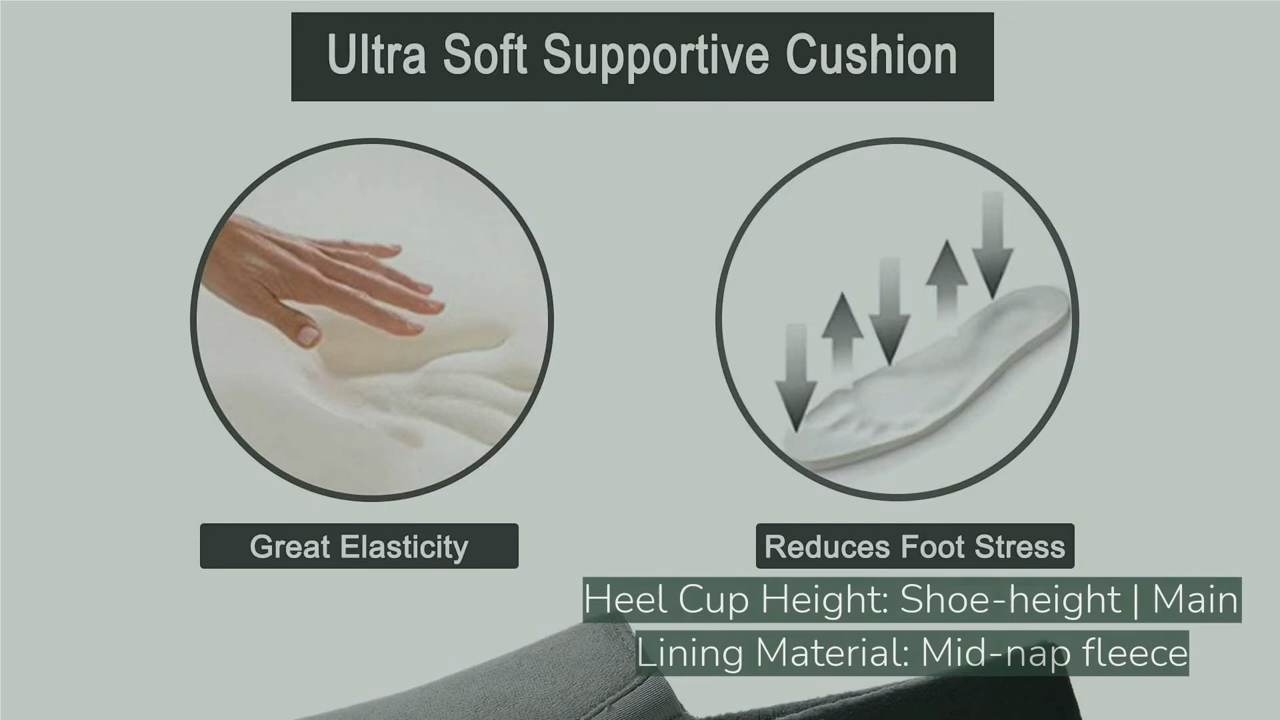 Ultra Soft Supportive Cushion
Great Elasticity
Reduces Foot Stress
Heel Cup Height: Shoe-height | Main
Lining Material: Mid-nap fleece